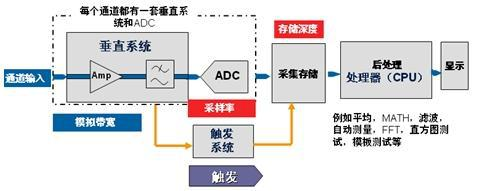 每个通道都有一套垂直系
统和ADC
垂直系统
存储深度
通道输入
Amp
ADC
采集存储
后处理
处理器（CPU）
显示
采样率
模拟带宽
触发
系统
触发
例如平均，MATH，滤波，
自动测量，FFT，直方图测
试，模板测试等